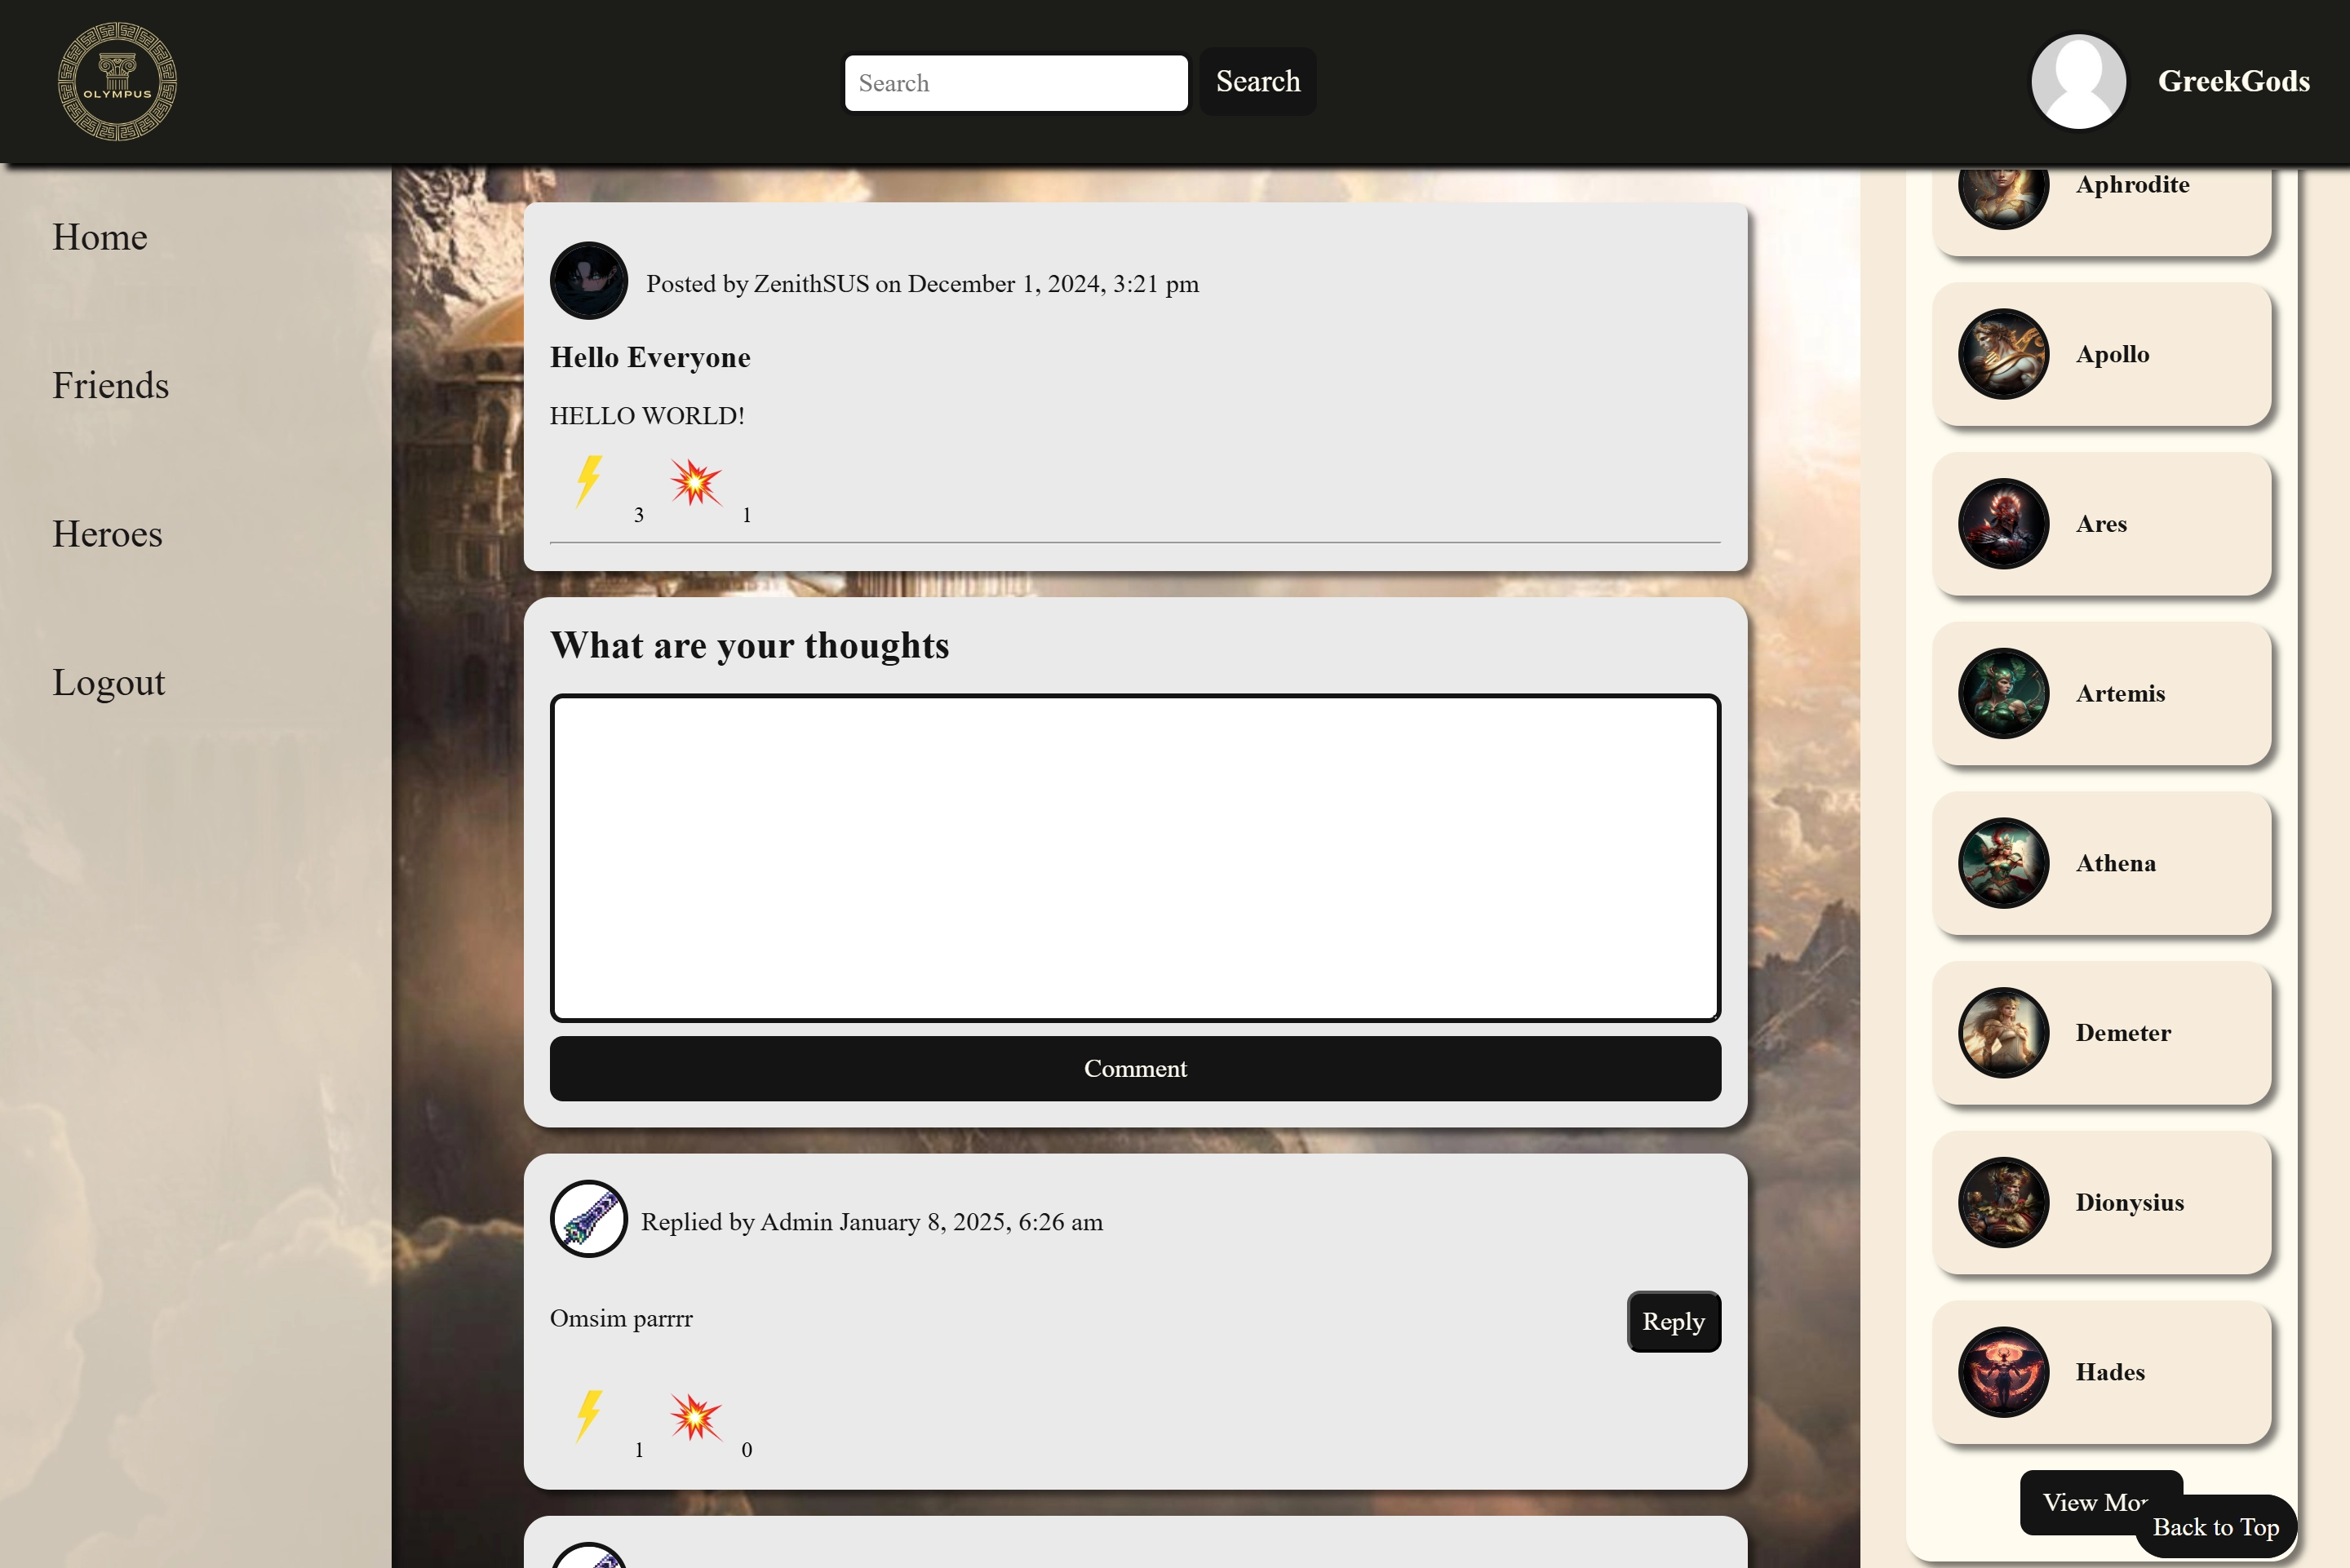 OLYMPUS
Search
Search
GreekGods
Home
Friends
Heroes
Logout
Posted by ZenithSUS on December 1, 2024, 3:21 pm
Hello Everyone
HELLO WORLD!
3
1
What are your thoughts
Comment
Replied by Admin January 8, 2025, 6:26 am
Omsim parrrr
Reply
1
0
Aphrodite
Apollo
Ares
Artemis
Athena
Demeter
Dionysius
Hades
View
Back to Top